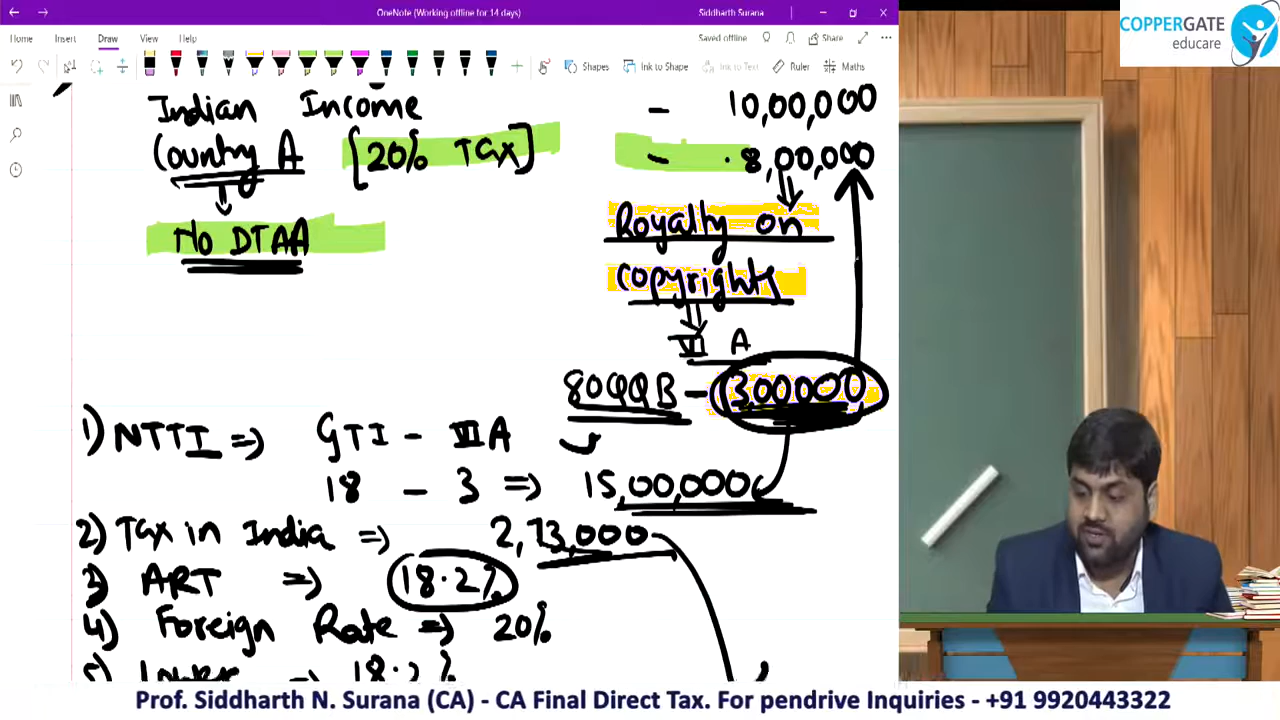 OneNote (Working offline for 14 days)
Siddharth Surana
COPPERGATE
educare
Home Insert Draw View Help
Saved offline
Share
Shapes
Ink to Shape
Ink to Text
Ruler
Maths
Indian Income - 10,00,000
Country A [20% Tax] - 8,00,000
No DTAA
Royalty on
copyrights
VI A
80QQB - 3,00,000
1) NTTI => GTI - VIA
18 - 3 => 15,00,000
2) Tax in India => 2,73,000
3) ART => 18.2%
4) Foreign Rate => 20%
5) Lower => 18.2%
Prof. Siddharth N. Surana (CA) - CA Final Direct Tax. For pendrive Inquiries - +91 9920443322